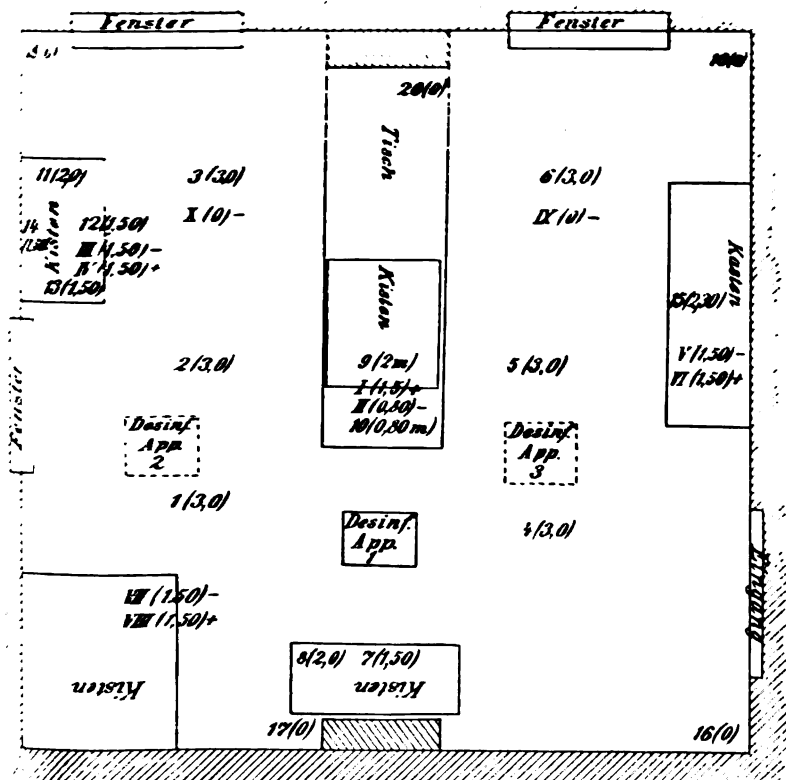 Fenster
Fenster
20(0)
Tisch
11(2,0)
3(3,0)
6(3,0)
X(0)-
IX(0)-
14
12(1,50)
III(1,50)-
IV(1,50)+
13(1,50)
Kisten
Kisten
Kasten
15(2,30)
2(3,0)
9(2m)
5(3,0)
V(1,50)-
VI(1,50)+
I(1,5)+
II(0,80)-
10(0,80m)
Fenster
Desinf.
App.
2
Desinf.
App.
3
1(3,0)
Desinf.
App.
1
4(3,0)
Eingang
VII(1,50)-
VIII(1,50)+
8(2,0) 7(1,50)
Kisten
Kisten
17(0)
16(0)